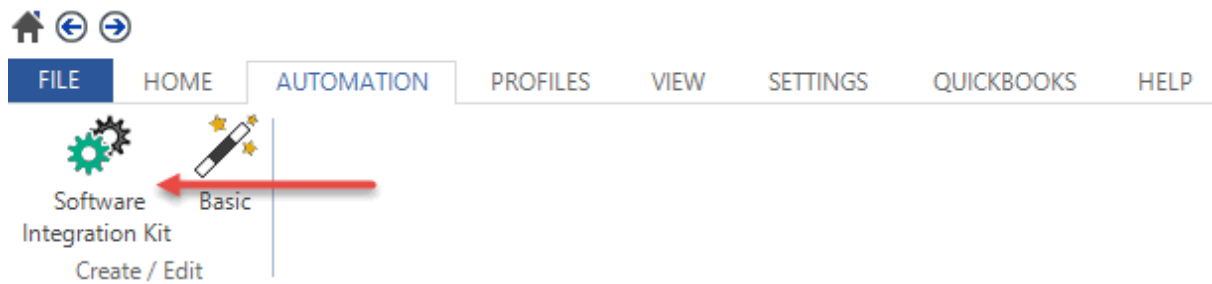 FILE HOME AUTOMATION PROFILES VIEW SETTINGS QUICKBOOKS HELP
Software Basic
Integration Kit
Create / Edit